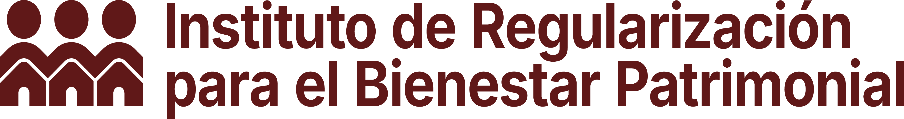 Instituto de Regularización
para el Bienestar Patrimonial